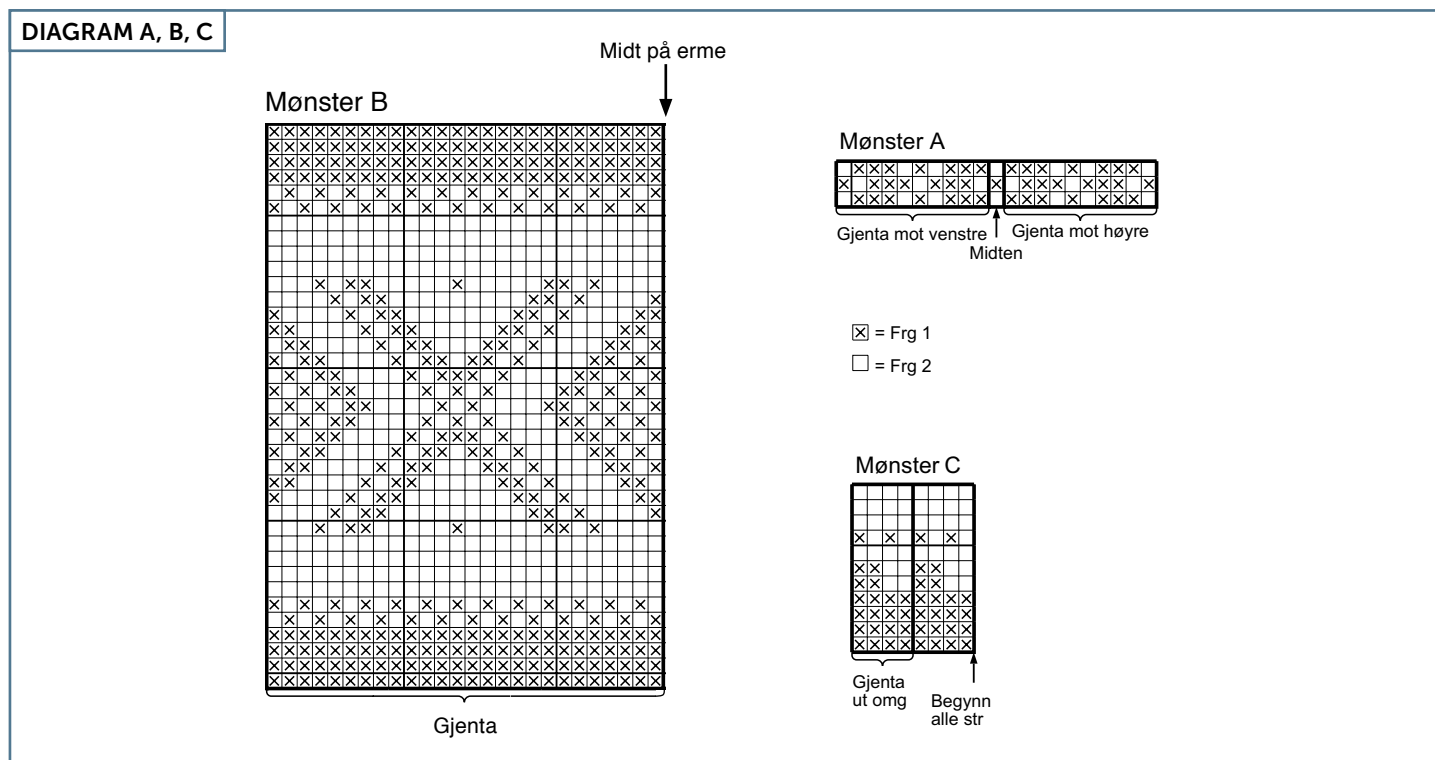 DIAGRAM A, B, C
Midt på erme
Mønster B
Gjenta
Mønster A
Gjenta mot venstre
Gjenta mot høyre
Midten
= Frg 1
= Frg 2
Mønster C
Gjenta
ut omg
Begynn
alle str